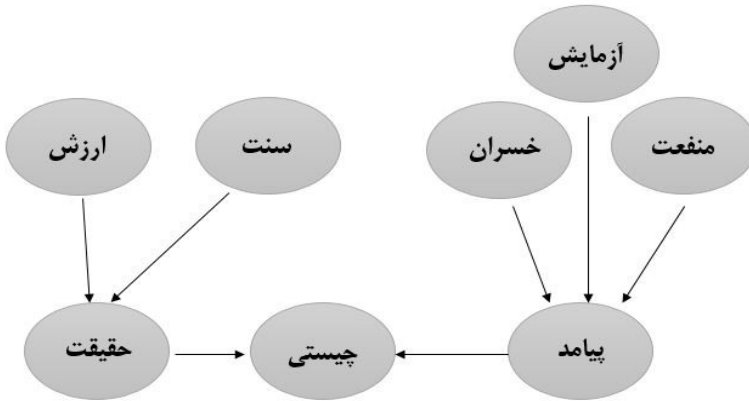 آزمایش
منفعت
خسران
سنت
ارزش
پیامد
چیستی
حقیقت